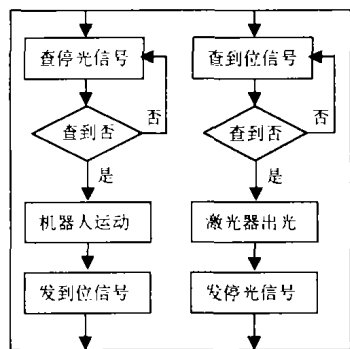 查停光信号
查到位信号
查到否
否
查到否
否
是
是
机器人运动
激光器出光
发到位信号
发停光信号